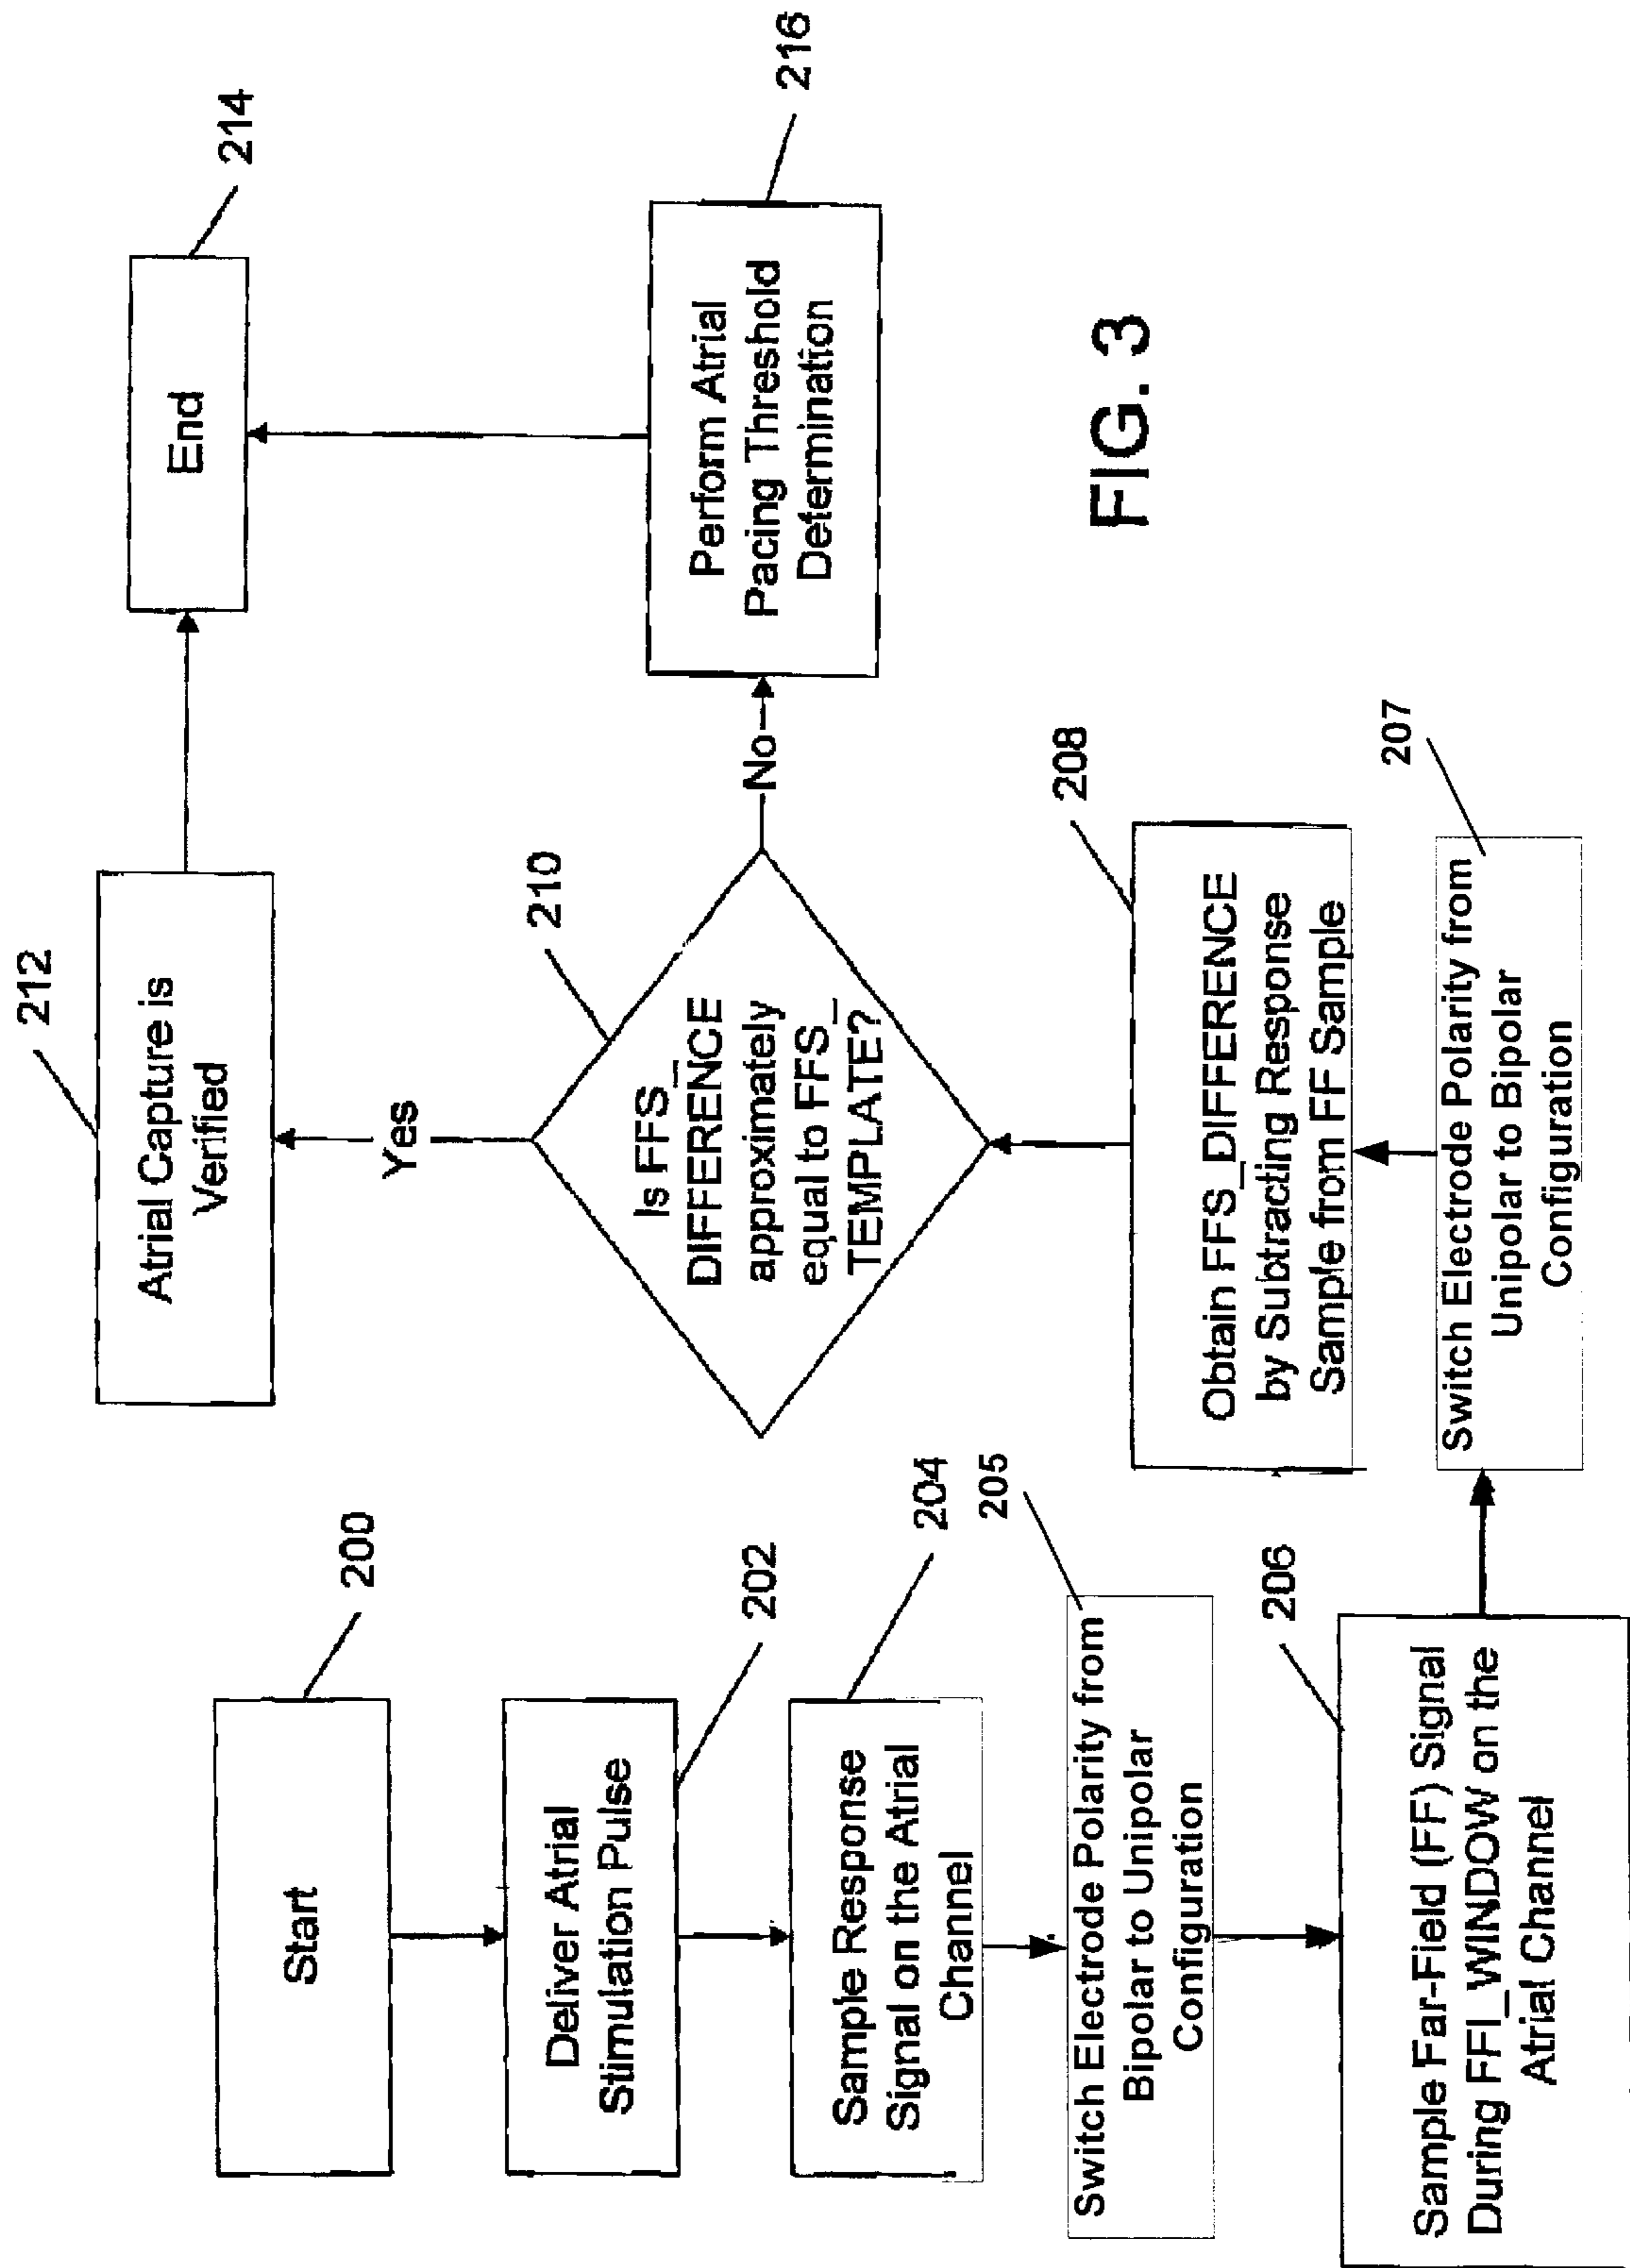 200
Start
202
Deliver Atrial
Stimulation Pulse
204
Sample Response
Signal on the Atrial
Channel
205
Switch Electrode Polarity from
Bipolar to Unipolar
Configuration
206
Sample Far-Field (FF) Signal
During FFI_WINDOW on the
Atrial Channel
207
Switch Electrode Polarity from
Unipolar to Bipolar
Configuration
208
Obtain FFS_DIFFERENCE
by Subtracting Response
Sample from FF Sample
210
Is FFS_
DIFFERENCE
approximately
equal to FFS_
TEMPLATE?
Yes
No
212
Atrial Capture is
Verified
214
End
216
Perform Atrial
Pacing Threshold
Determination
FIG. 3